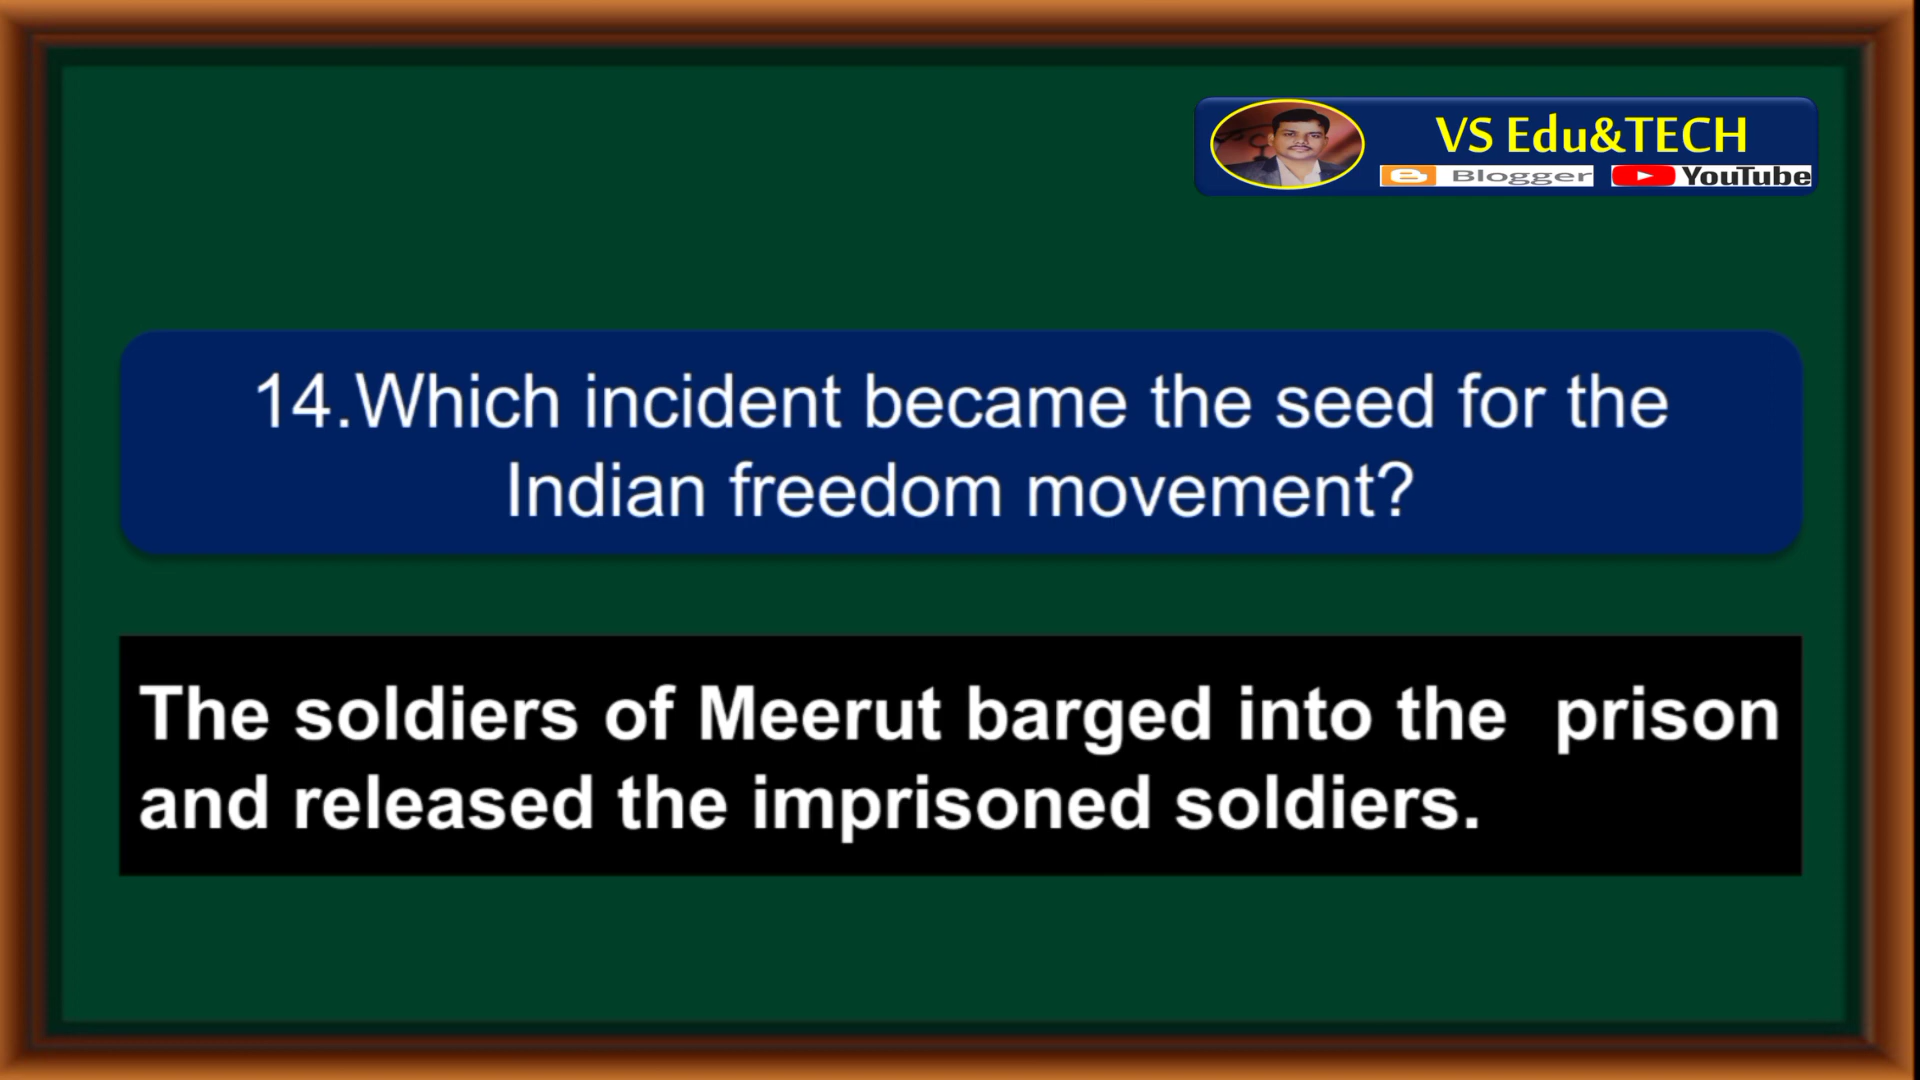 VS Edu&TECH
Blogger YouTube
14.Which incident became the seed for the
Indian freedom movement?
The soldiers of Meerut barged into the prison
and released the imprisoned soldiers.